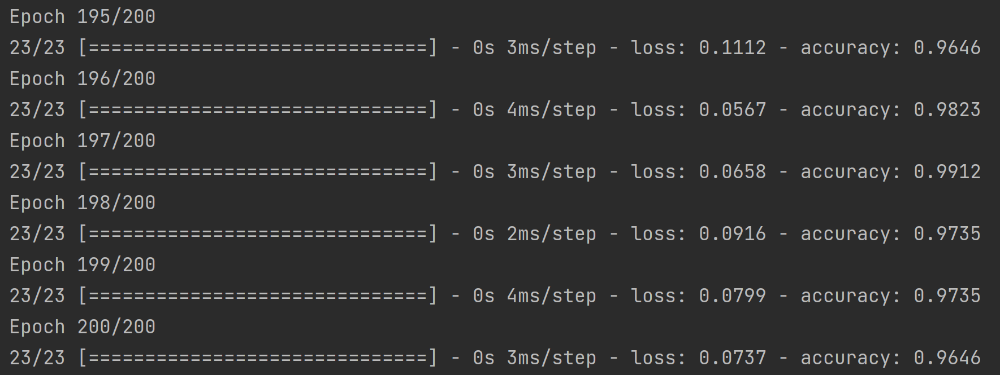 Epoch 195/200
23/23 [==============================] - 0s 3ms/step - loss: 0.1112 - accuracy: 0.9646
Epoch 196/200
23/23 [==============================] - 0s 4ms/step - loss: 0.0567 - accuracy: 0.9823
Epoch 197/200
23/23 [==============================] - 0s 3ms/step - loss: 0.0658 - accuracy: 0.9912
Epoch 198/200
23/23 [==============================] - 0s 2ms/step - loss: 0.0916 - accuracy: 0.9735
Epoch 199/200
23/23 [==============================] - 0s 4ms/step - loss: 0.0799 - accuracy: 0.9735
Epoch 200/200
23/23 [==============================] - 0s 3ms/step - loss: 0.0737 - accuracy: 0.9646